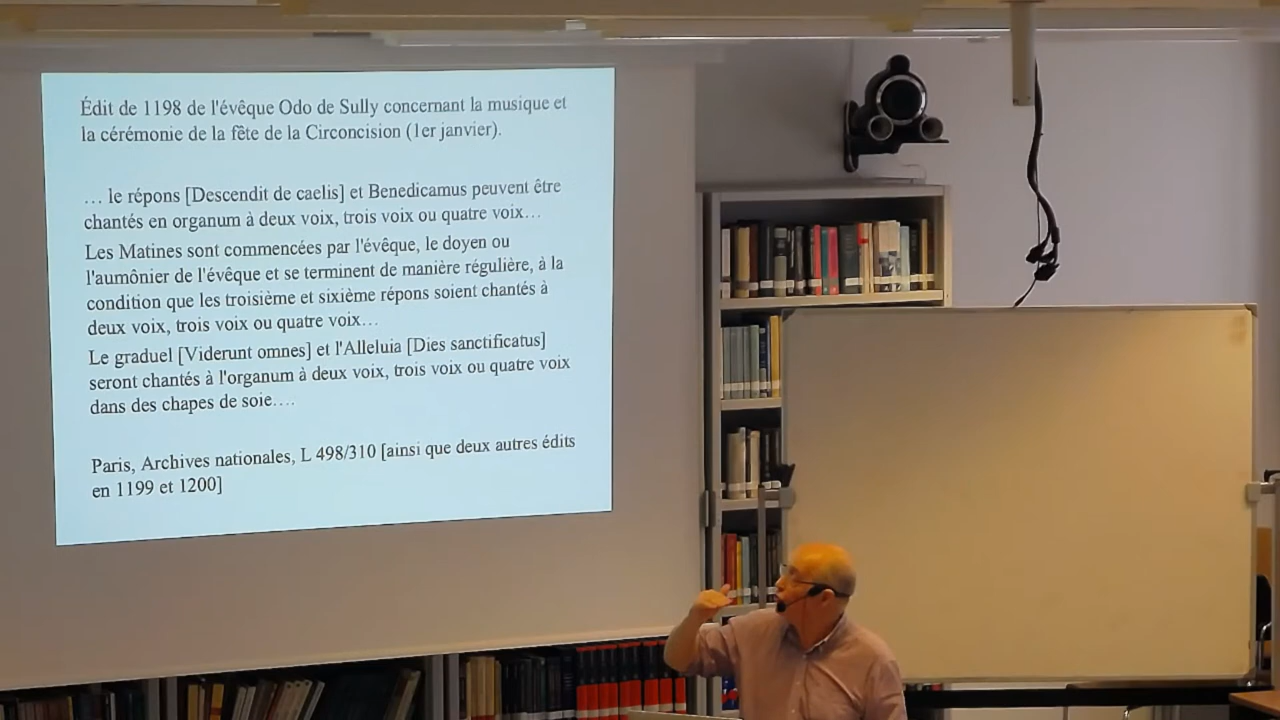 Édit de 1198 de l'évêque Odo de Sully concernant la musique et
la cérémonie de la fête de la Circoncision (1er janvier).
… le répons [Descendit de caelis] et Benedicamus peuvent être
chantés en organum à deux voix, trois voix ou quatre voix…
Les Matines sont commencées par l'évêque, le doyen ou
l'aumônier de l'évêque et se terminent de manière régulière, à la
condition que les troisième et sixième répons soient chantés à
deux voix, trois voix ou quatre voix…
Le graduel [Viderunt omnes] et l'Alleluia [Dies sanctificatus]
seront chantés à l'organum à deux voix, trois voix ou quatre voix
dans des chapes de soie….
Paris, Archives nationales, L 498/310 [ainsi que deux autres édits
en 1199 et 1200]